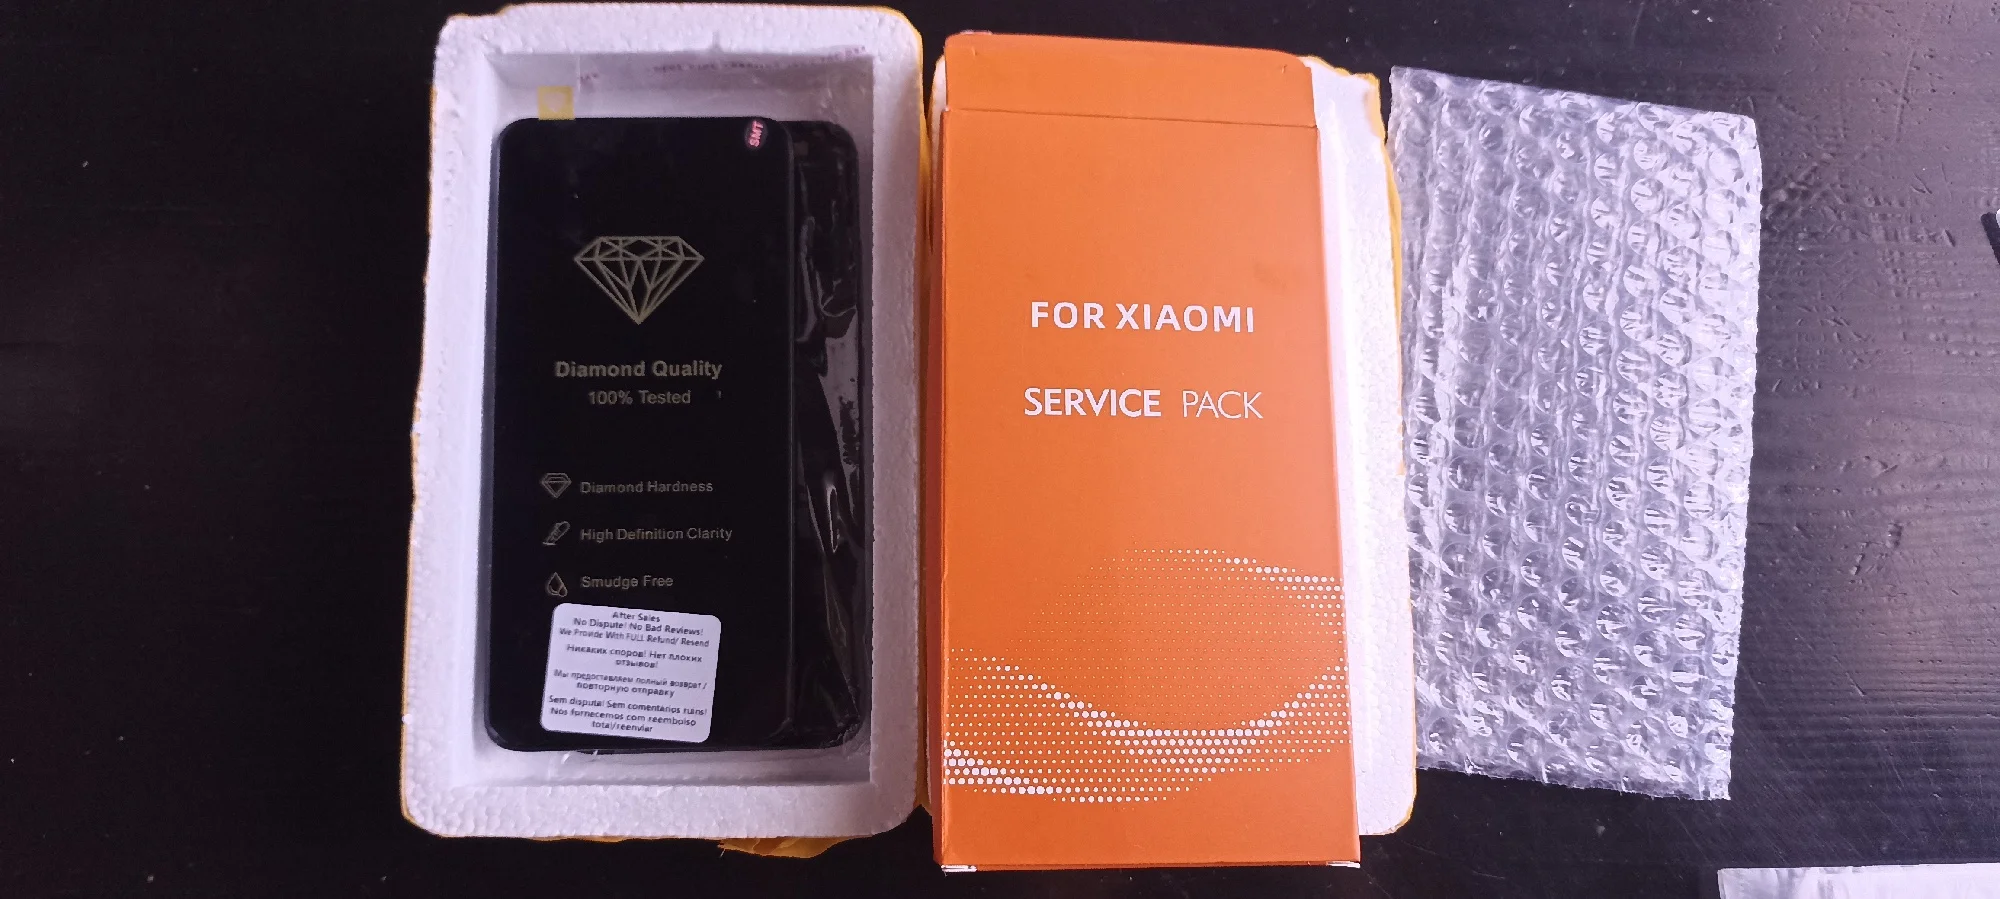 SMT
Diamond Quality
100% Tested
Diamond Hardness
High Definition Clarity
Smudge Free
After Sales
No Dispute! No Bad Reviews!
We Provide With FULL Refund/ Resend
Никаких споров! Нет плохих
отзывов!
Мы предоставляем полный возврат /
повторную отправку
Sem disputa! Sem comentários ruins!
Nos fornecemos com reembolso
total/reenviar
FOR XIAOMI
SERVICE PACK